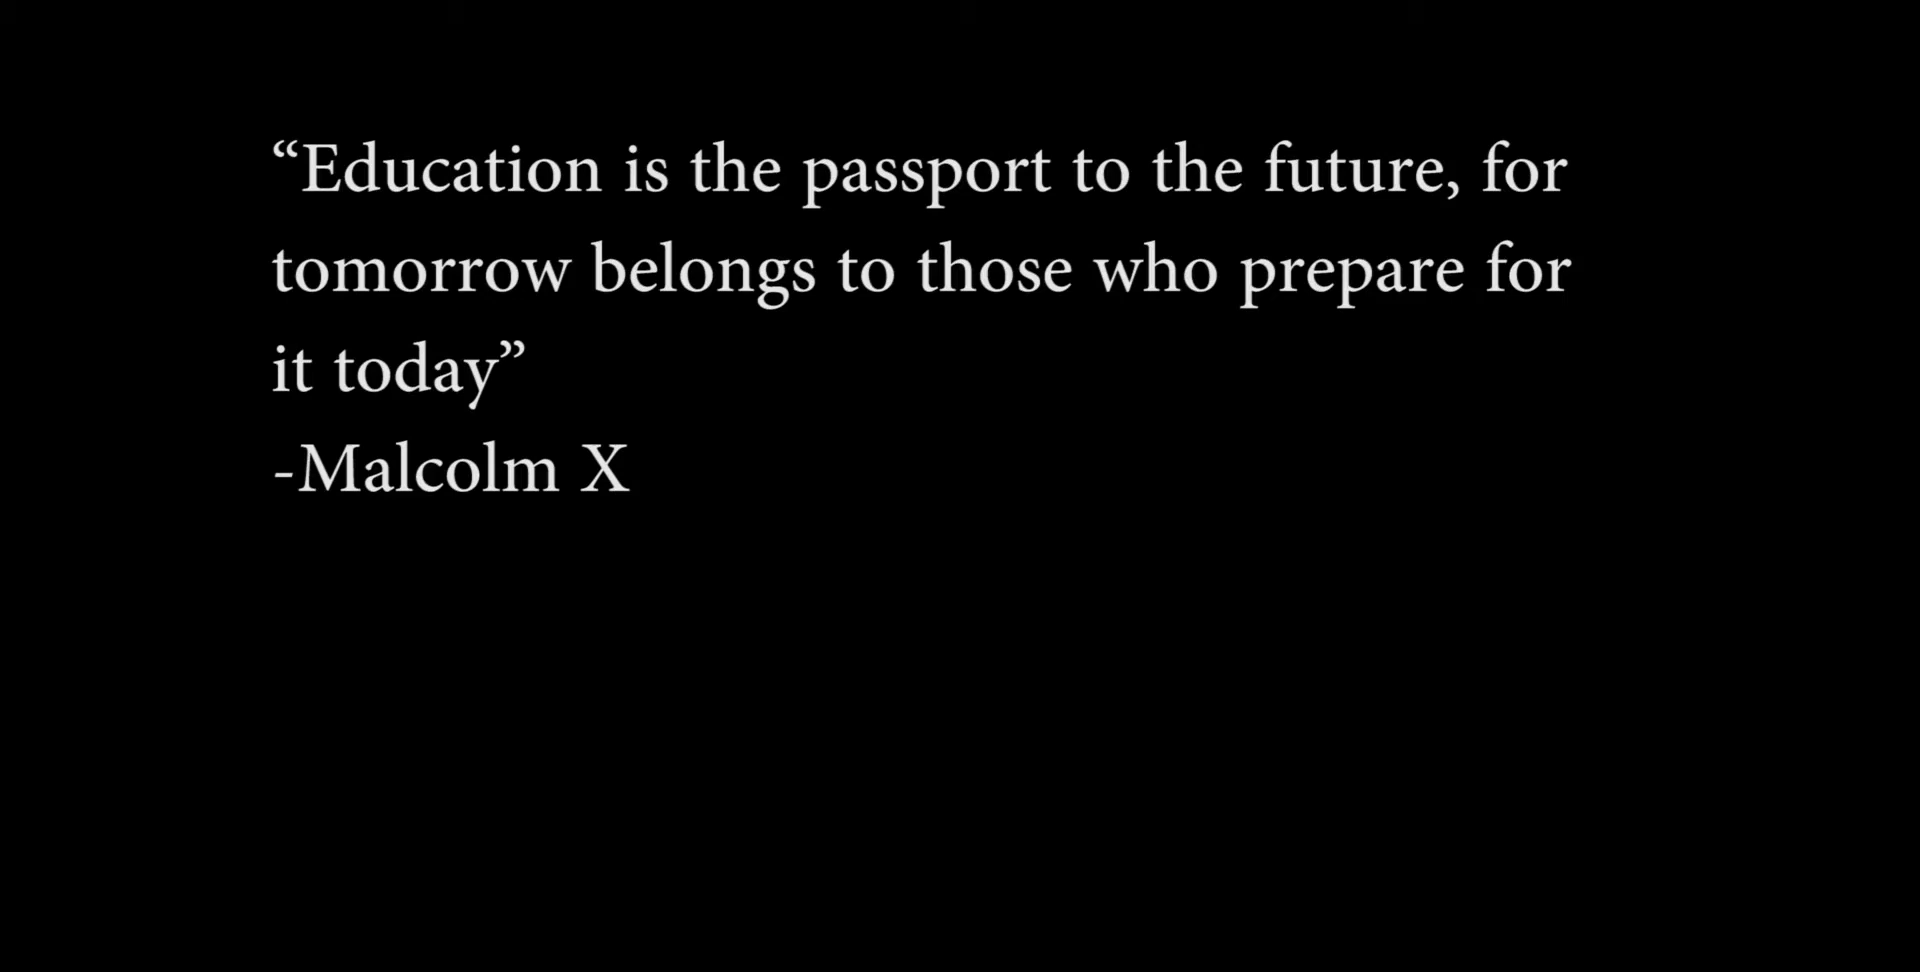 “Education is the passport to the future, for
tomorrow belongs to those who prepare for
it today”
-Malcolm X